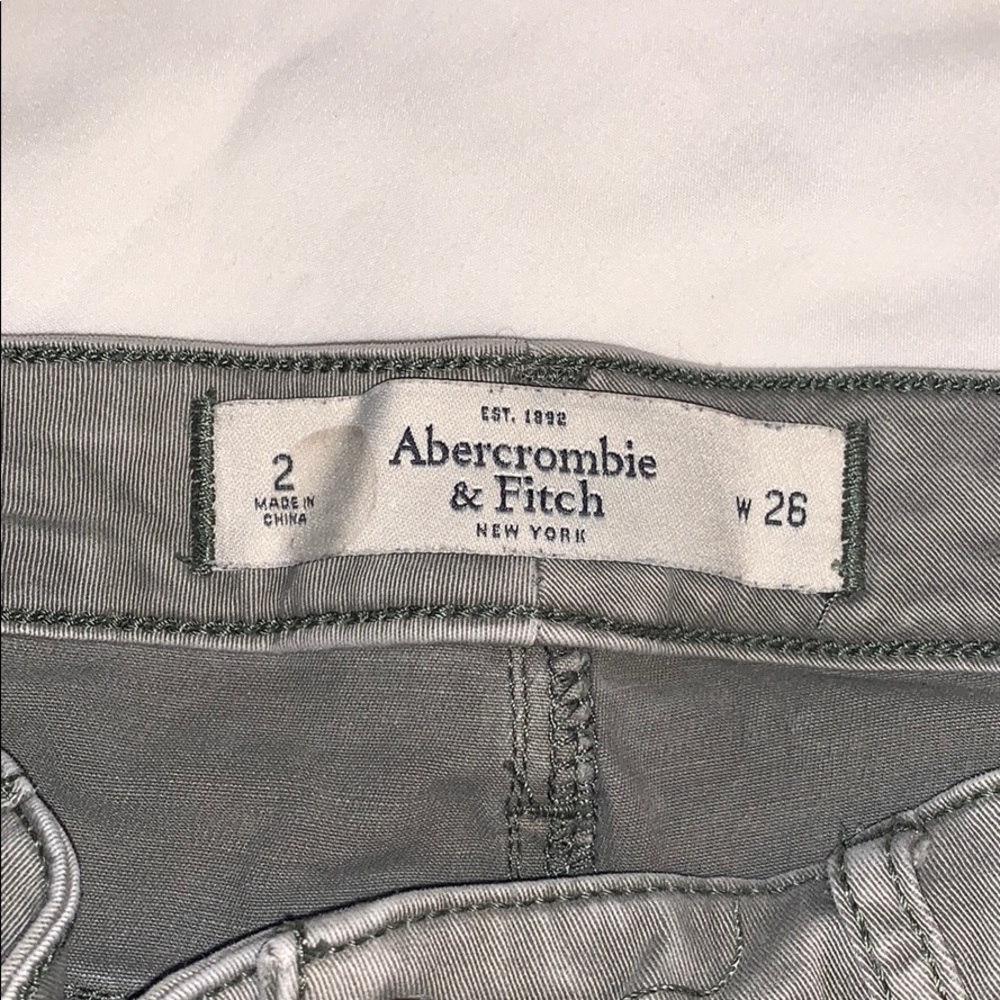 2
MADE IN
CHINA
EST. 1892
Abercrombie
& Fitch
NEW YORK
W 26